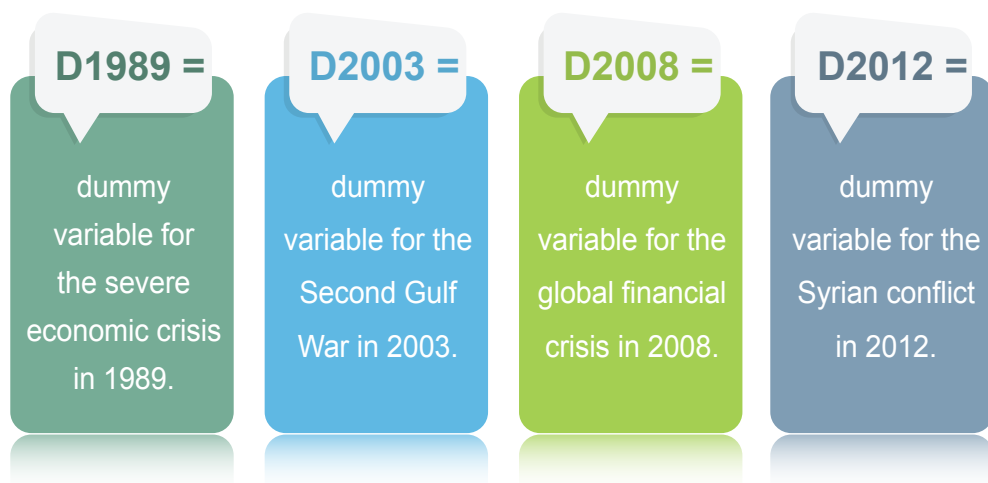 D1989 =
dummy
variable for
the severe
economic crisis
in 1989.
D2003 =
dummy
variable for the
Second Gulf
War in 2003.
D2008 =
dummy
variable for the
global financial
crisis in 2008.
D2012 =
dummy
variable for the
Syrian conflict
in 2012.